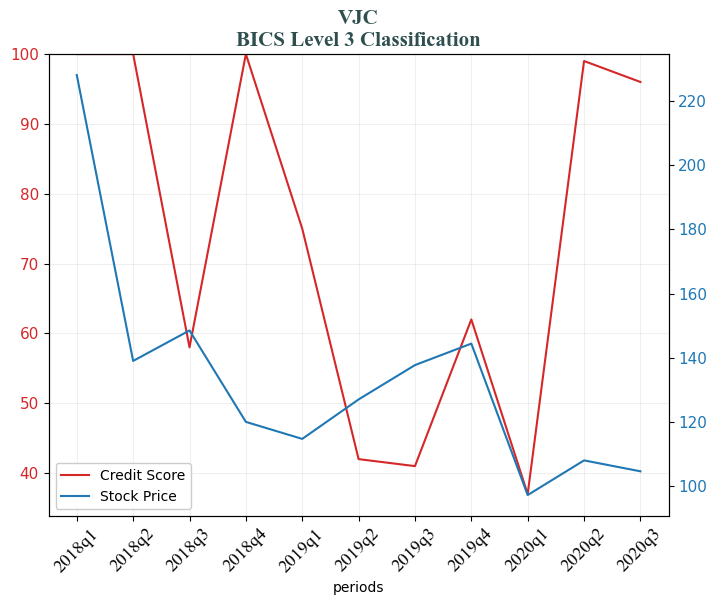 VJC
BICS Level 3 Classification
100
90
80
70
60
50
40
220
200
180
160
140
120
100
Credit Score
Stock Price
2018q1
2018q2
2018q3
2018q4
2019q1
2019q2
2019q3
2019q4
2020q1
2020q2
2020q3
periods